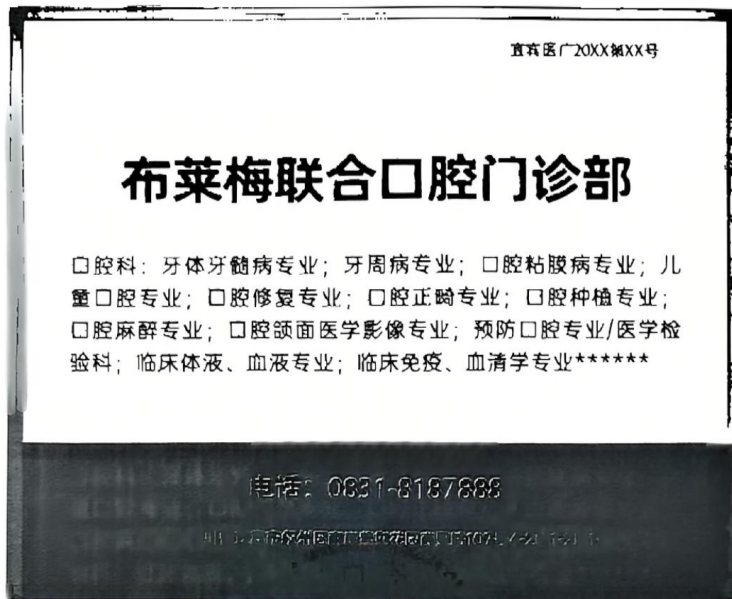 宜宾医广20XX第XX号
布莱梅联合口腔门诊部
口腔科：牙体牙髓病专业；牙周病专业；口腔粘膜病专业；儿
童口腔专业；口腔修复专业；口腔正畸专业；口腔种植专业；
口腔麻醉专业；口腔颌面医学影像专业；预防口腔专业/医学检
验科；临床体液、血液专业；临床免疫、血清学专业******
电话：0831-8187888